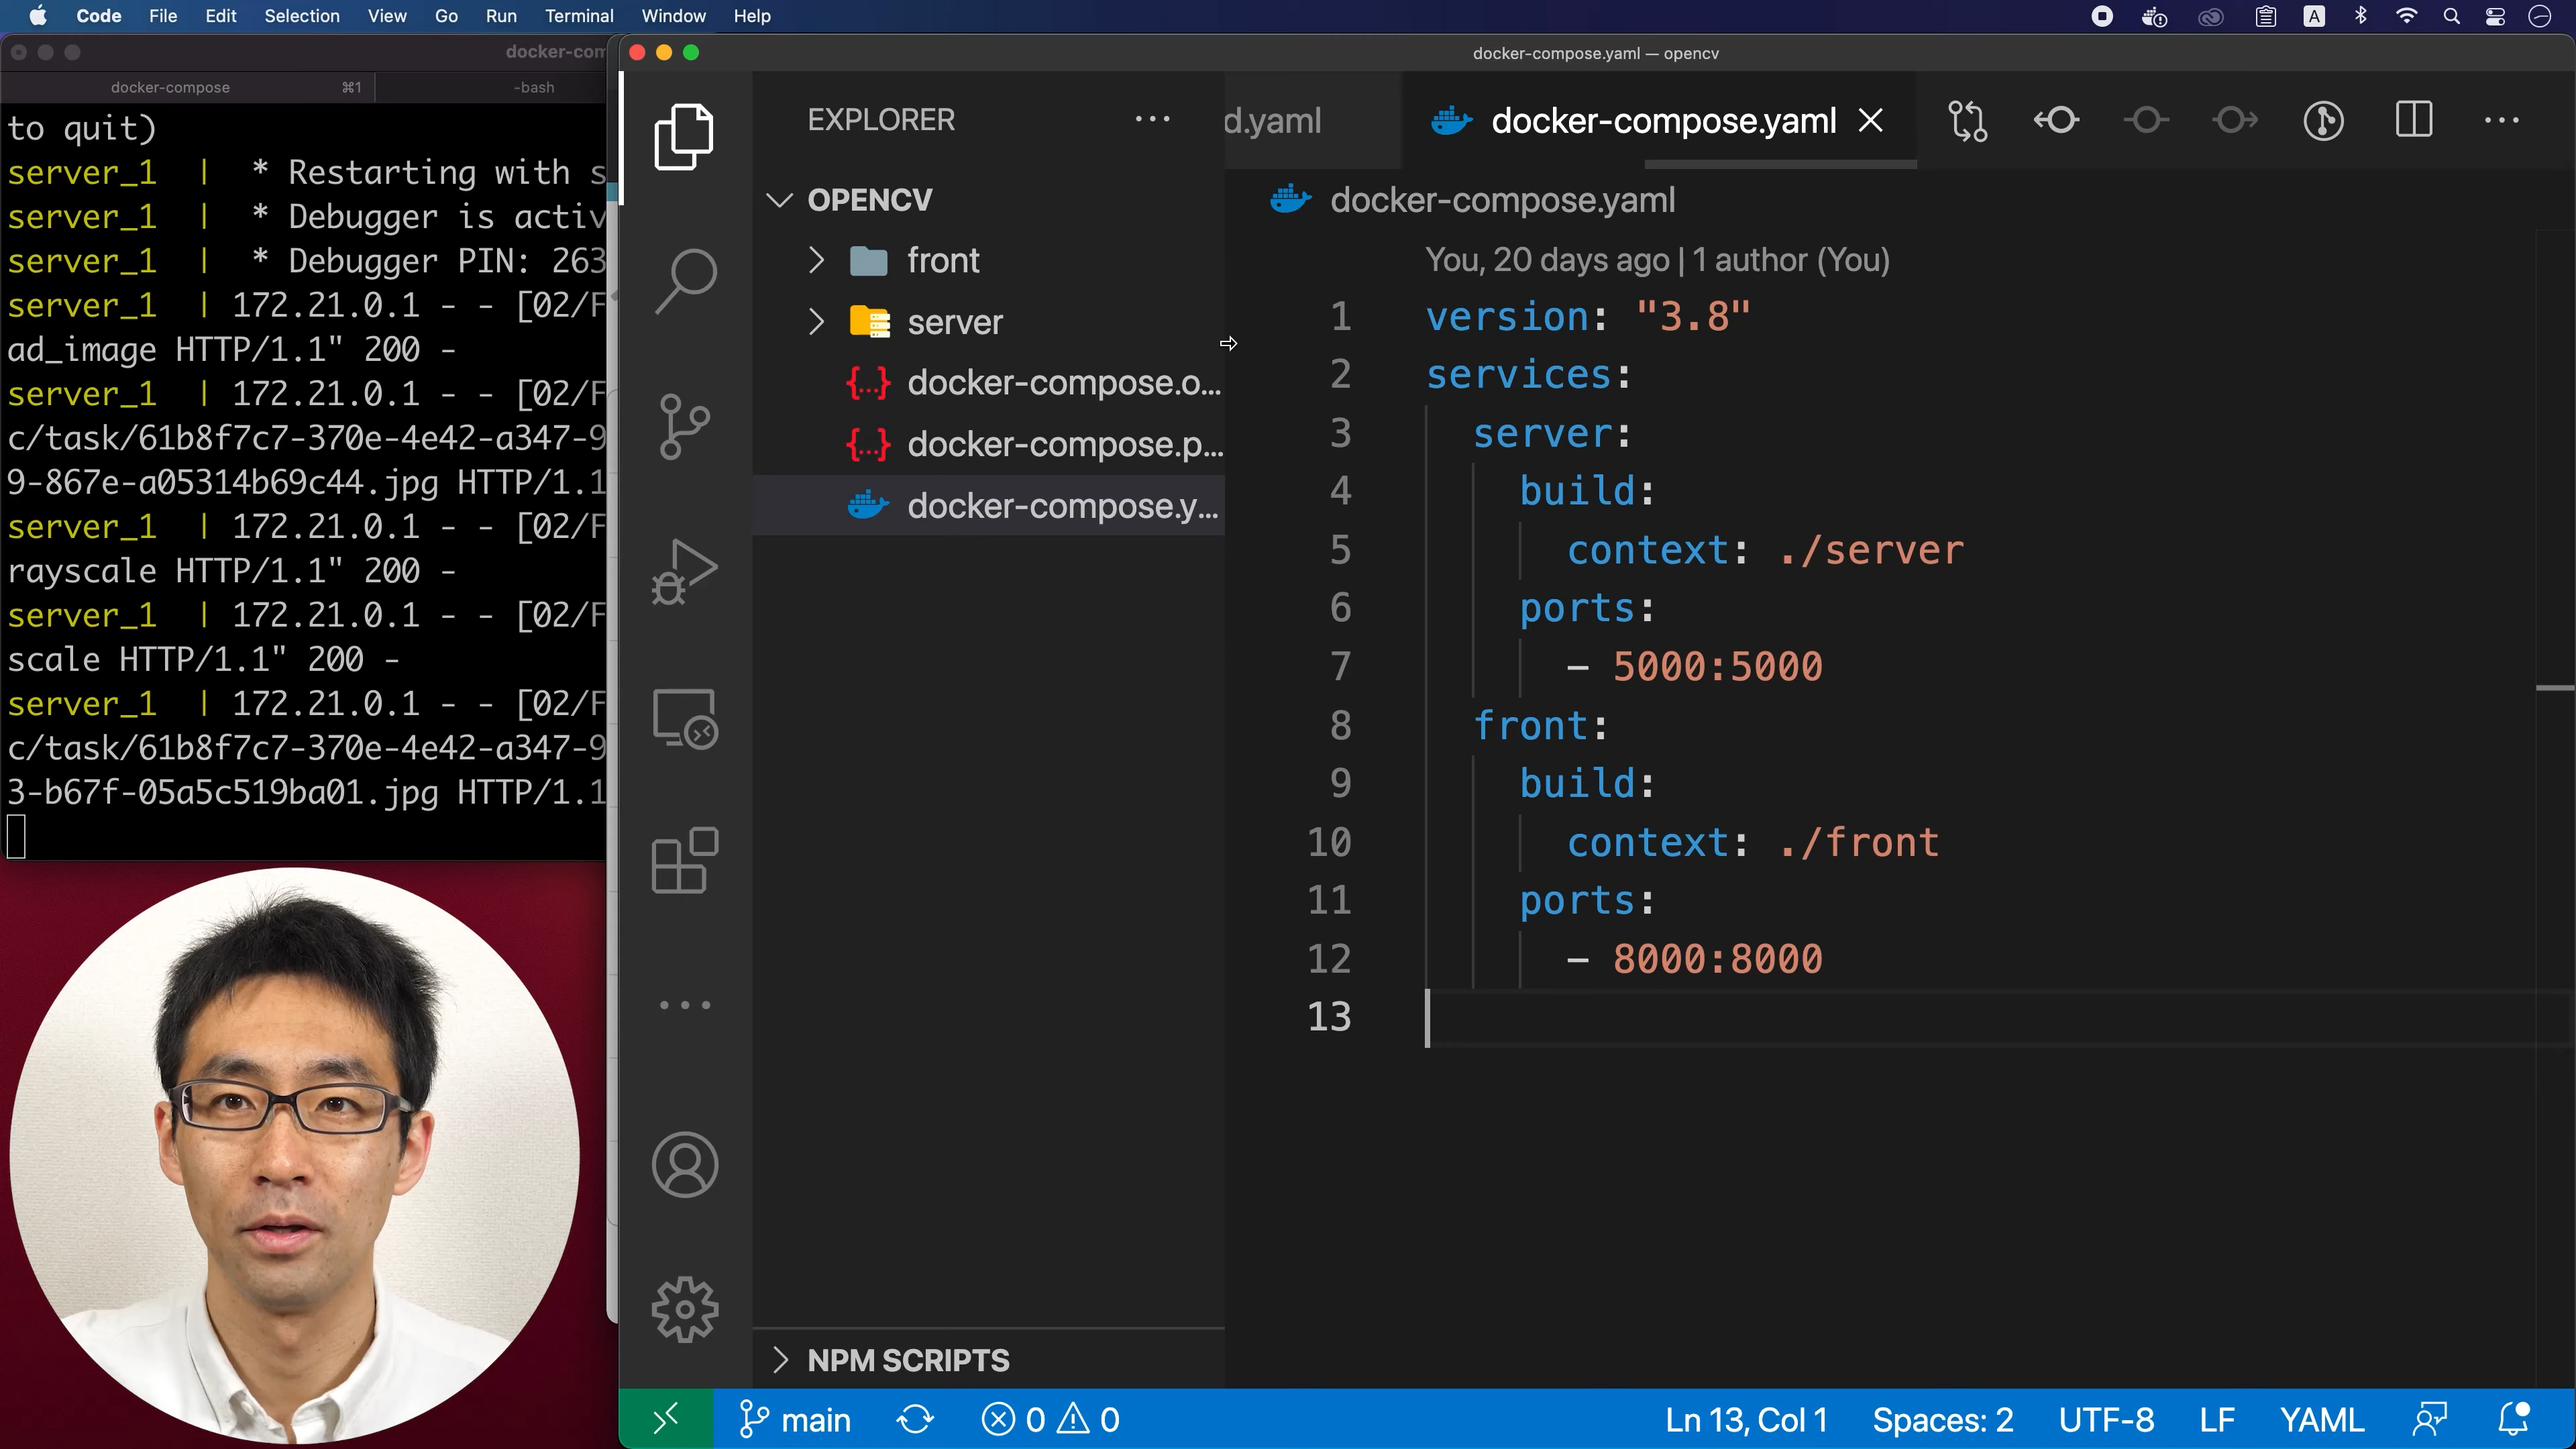 Code File Edit Selection View Go Run Terminal Window Help
A
docker-com
docker-compose ⌘1 -bash
to quit)
server_1 | * Restarting with s
server_1 | * Debugger is activ
server_1 | * Debugger PIN: 263
server_1 | 172.21.0.1 - - [02/F
ad_image HTTP/1.1" 200 -
server_1 | 172.21.0.1 - - [02/F
c/task/61b8f7c7-370e-4e42-a347-9
9-867e-a05314b69c44.jpg HTTP/1.1
server_1 | 172.21.0.1 - - [02/F
rayscale HTTP/1.1" 200 -
server_1 | 172.21.0.1 - - [02/F
scale HTTP/1.1" 200 -
server_1 | 172.21.0.1 - - [02/F
c/task/61b8f7c7-370e-4e42-a347-9
3-b67f-05a5c519ba01.jpg HTTP/1.1
docker-compose.yaml — opencv
EXPLORER ...
OPENCV
front
server
{...} docker-compose.o...
{...} docker-compose.p...
docker-compose.y...
NPM SCRIPTS
d.yaml docker-compose.yaml
docker-compose.yaml
You, 20 days ago | 1 author (You)
1 version: "3.8"
2 services:
3 server:
4 build:
5 context: ./server
6 ports:
7 - 5000:5000
8 front:
9 build:
10 context: ./front
11 ports:
12 - 8000:8000
13
main 0 0 Ln 13, Col 1 Spaces: 2 UTF-8 LF YAML